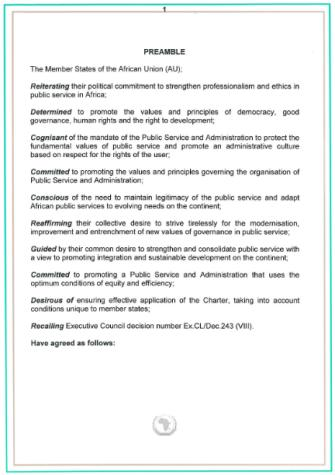 1
PREAMBLE
The Member States of the African Union (AU);
Reiterating their political commitment to strengthen professionalism and ethics in
public service in Africa;
Determined to promote the values and principles of democracy, good
governance, human rights and the right to development;
Cognisant of the mandate of the Public Service and Administration to protect the
fundamental values of public service and promote an administrative culture
based on respect for the rights of the user;
Committed to promoting the values and principles governing the organisation of
Public Service and Administration;
Conscious of the need to maintain legitimacy of the public service and adapt
African public services to evolving needs on the continent;
Reaffirming their collective desire to strive tirelessly for the modernisation,
improvement and entrenchment of new values of governance in public service;
Guided by their common desire to strengthen and consolidate public service with
a view to promoting integration and sustainable development on the continent;
Committed to promoting a Public Service and Administration that uses the
optimum conditions of equity and efficiency;
Desirous of ensuring effective application of the Charter, taking into account
conditions unique to member states;
Recalling Executive Council decision number Ex.CL/Dec.243 (VIII).
Have agreed as follows: